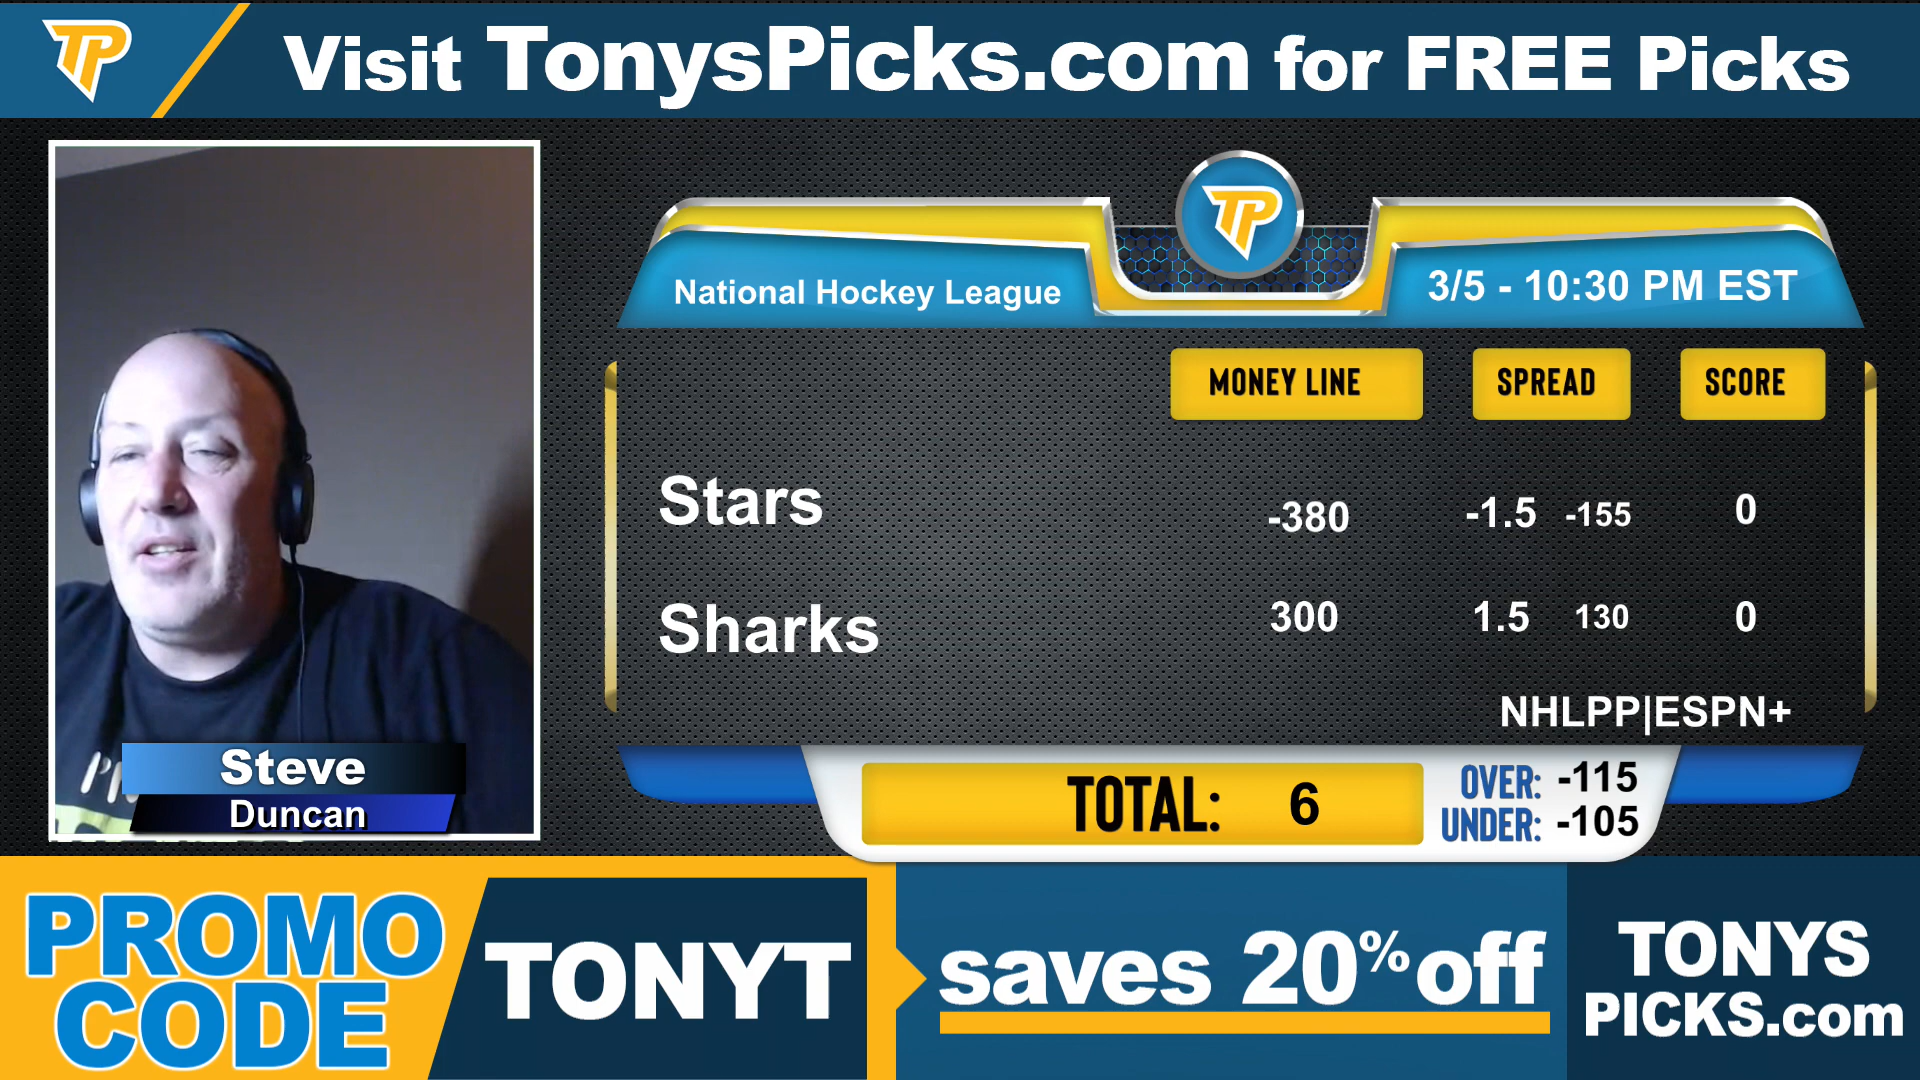 TP
Visit TonysPicks.com for FREE Picks
TP
National Hockey League
3/5 - 10:30 PM EST
MONEY LINE
SPREAD
SCORE
Stars
-380
-1.5
-155
0
Sharks
300
1.5
130
0
NHLPP|ESPN+
TOTAL: 6
OVER: -115
UNDER: -105
Steve
Duncan
PROMO
CODE
TONYT
saves 20% off
TONYS
PICKS.com